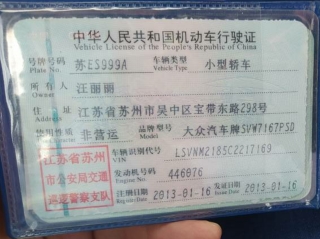 中华人民共和国机动车行驶证
Vehicle License of the People's Republic of China
号牌号码 苏ES999A 车辆类型 小型轿车
Plate No. Vehicle Type
所有人 汪丽丽
Owner
住址 江苏省苏州市吴中区宝带东路298号
Address
使用性质 非营运 品牌型号 大众汽车牌SVW7167PSD
江苏省苏州
市公安局交通
巡逻警察支队
车辆识别代号 LSVNM2185C2217169
VIN
发动机号码 446076
Engine No.
注册日期 2013-01-16 发证日期 2013-01-16
Register Date Issue Date